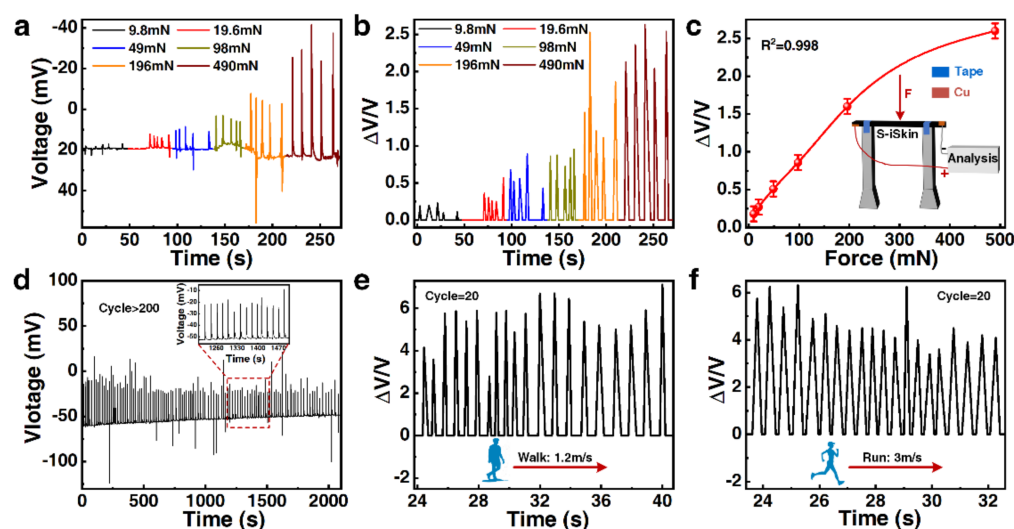 a
9.8mN 19.6mN
49mN 98mN
196mN 490mN
-40
-20
0
20
40
60
Voltage (mV)
0 50 100 150 200 250
Time (s)
b
9.8mN 19.6mN
49mN 98mN
196mN 490mN
2.5
2.0
1.5
1.0
0.5
0.0
ΔV/V
0 50 100 150 200 250
Time (s)
c
R²=0.998
Tape
Cu
F
S-iSkin
Analysis
- 
+
2.5
2.0
1.5
1.0
0.5
0.0
ΔV/V
0 100 200 300 400 500
Force (mN)
d
Cycle>200
-10
-20
-30
-40
-50
Voltage (mV)
1260 1330 1400 1470
Time (s)
100
50
0
-50
-100
Vlotage (mV)
0 500 1000 1500 2000
Time (s)
e
Cycle=20
6
4
2
0
-2
ΔV/V
Walk: 1.2m/s
24 28 32 36 40
Time (s)
f
Cycle=20
6
4
2
0
-2
ΔV/V
Run: 3m/s
24 26 28 30 32
Time (s)